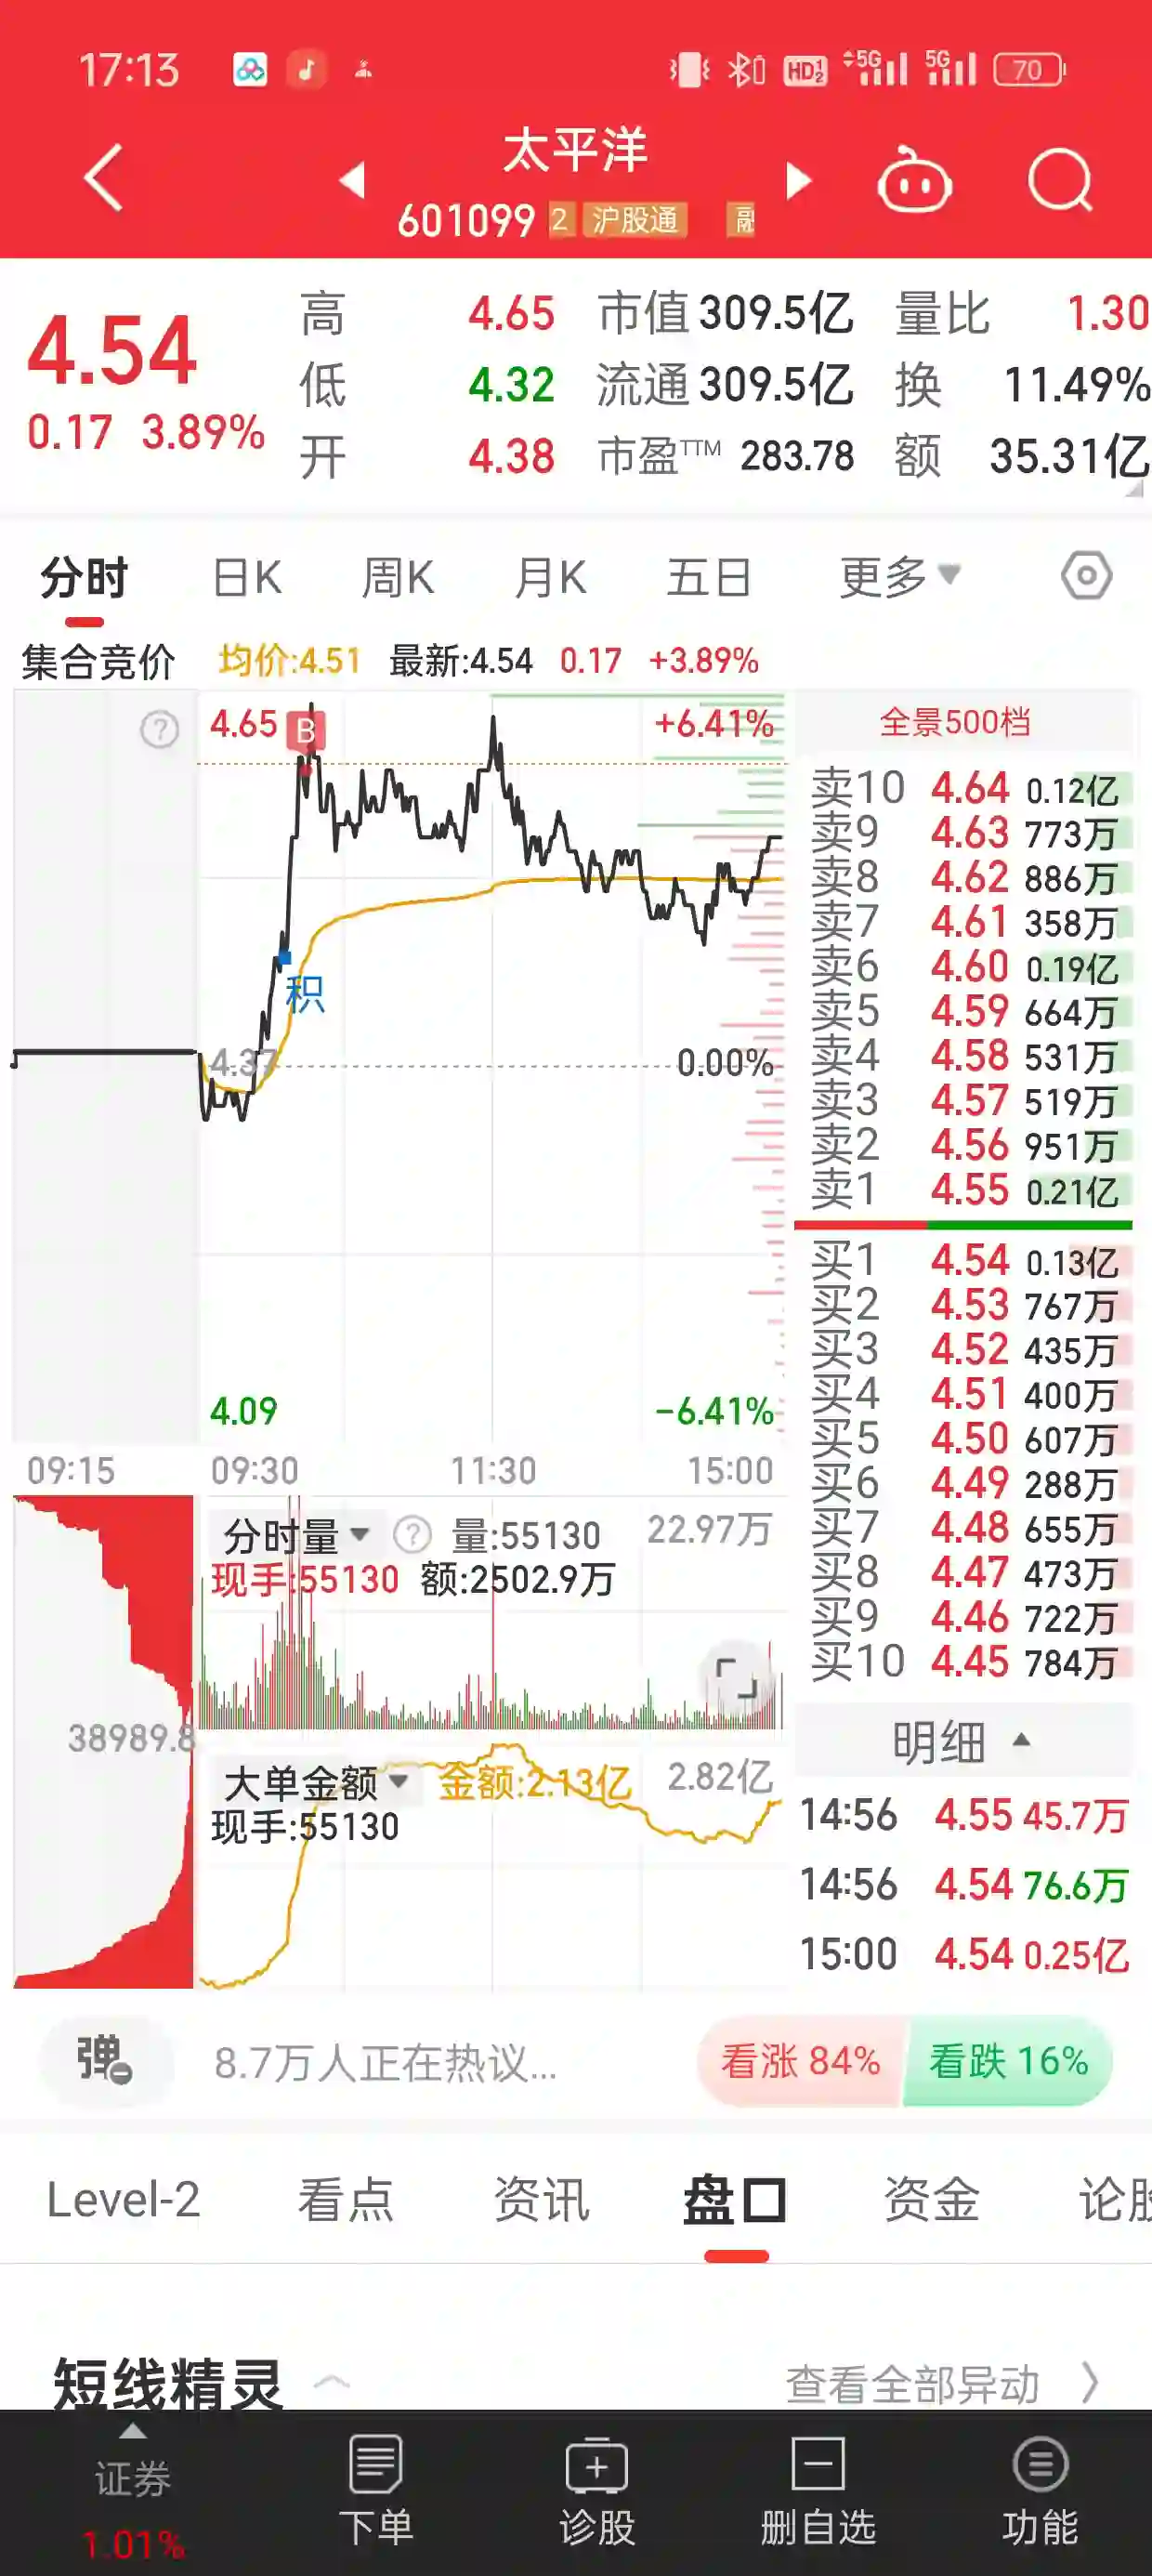 17:13 HD 1 2 5G 5G 70
太平洋
601099 2 沪股通 融
4.54
0.17 3.89%
高 4.65 市值 309.5亿 量比 1.30
低 4.32 流通 309.5亿 换 11.49%
开 4.38 市盈TTM 283.78 额 35.31亿
分时 日K 周K 月K 五日 更多
集合竞价 均价:4.51 最新:4.54 0.17 +3.89%
4.65 B +6.41%
积
4.37 0.00%
4.09 -6.41%
09:15 09:30 11:30 15:00
全景500档
卖10 4.64 0.12亿
卖9 4.63 773万
卖8 4.62 886万
卖7 4.61 358万
卖6 4.60 0.19亿
卖5 4.59 664万
卖4 4.58 531万
卖3 4.57 519万
卖2 4.56 951万
卖1 4.55 0.21亿
买1 4.54 0.13亿
买2 4.53 767万
买3 4.52 435万
买4 4.51 400万
买5 4.50 607万
买6 4.49 288万
买7 4.48 655万
买8 4.47 473万
买9 4.46 722万
买10 4.45 784万
分时量 ? 量:55130 22.97万
现手:55130 额:2502.9万
38989.8
大单金额 金额:2.13亿 2.82亿
现手:55130
明细
14:56 4.55 45.7万
14:56 4.54 76.6万
15:00 4.54 0.25亿
弹 8.7万人正在热议... 看涨 84% 看跌 16%
Level-2 看点 资讯 盘口 资金 论股
短线精灵 查看全部异动
证券 下单 诊股 删自选 功能
1.01%